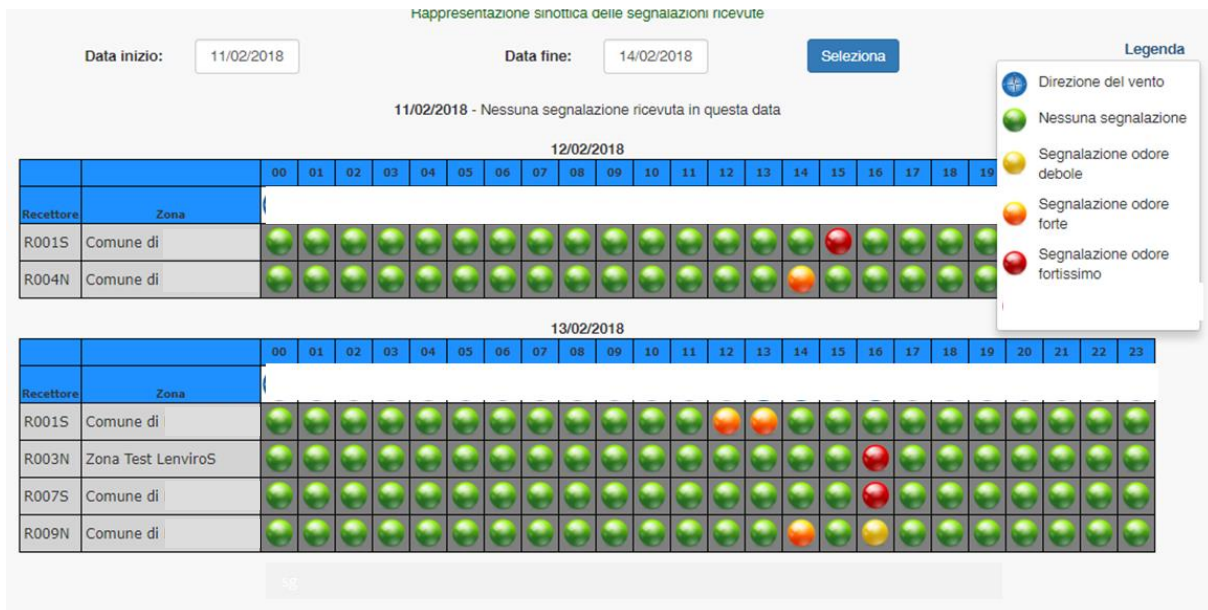 Rappresentazione sinottica delle segnalazioni ricevute
Data inizio: 11/02/2018 Data fine: 14/02/2018 Seleziona Legenda
Direzione del vento
Nessuna segnalazione
Segnalazione odore
debole
Segnalazione odore
forte
Segnalazione odore
fortissimo
11/02/2018 - Nessuna segnalazione ricevuta in questa data
12/02/2018
00 01 02 03 04 05 06 07 08 09 10 11 12 13 14 15 16 17 18 19
Recettore Zona
R001S Comune di
R004N Comune di
13/02/2018
00 01 02 03 04 05 06 07 08 09 10 11 12 13 14 15 16 17 18 19 20 21 22 23
Recettore Zona
R001S Comune di
R003N Zona Test LenviroS
R007S Comune di
R009N Comune di
sg